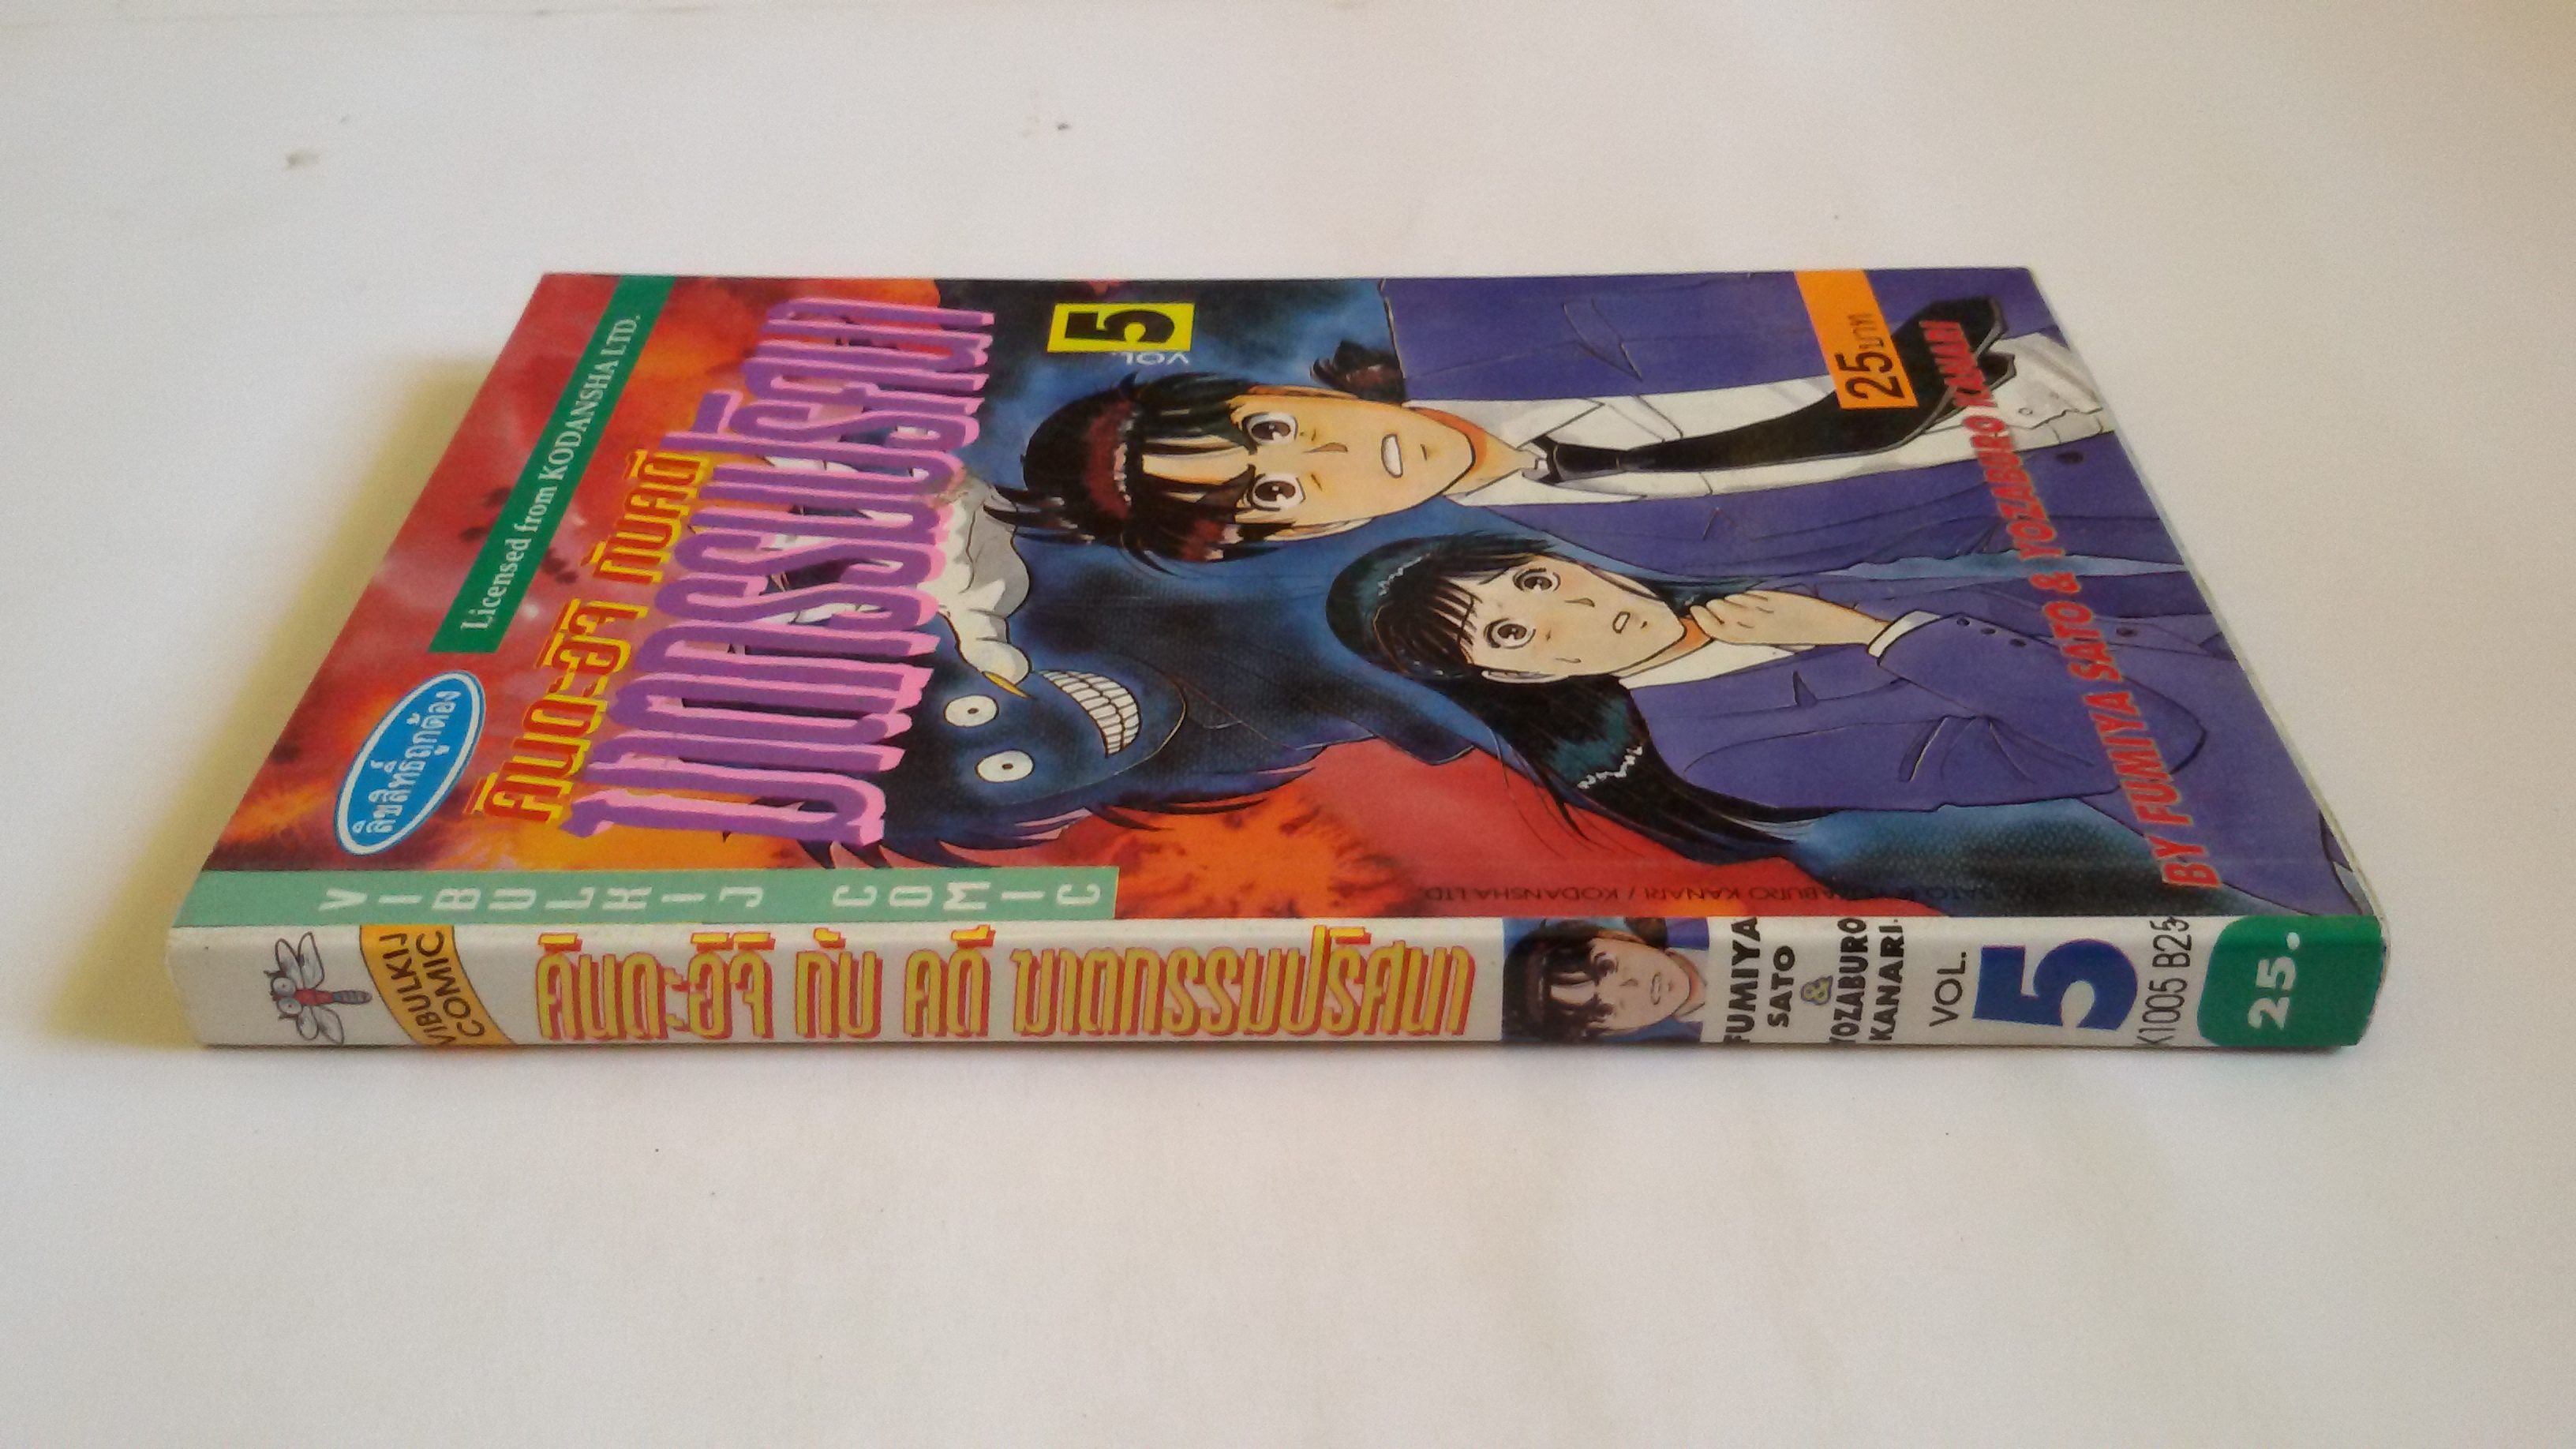 Licensed from KODANSHA LTD.
ลิขสิทธิ์ถูกต้อง
คินดะอิจิ กับคดี
ฆาตกรรมปริศนา
VOL.
5
25 บาท
BY FUMIYA SATO & YOZABURO KANARI
VIBULKIJ COMIC
KANARI / KODANSHA LTD
VIBULKIJ
COMIC
คินดะอิจิ กับ คดี ฆาตกรรมปริศนา
FUMIYA
SATO
&
YOZABURO
KANARI.
VOL.
5
K1005 B25
25.